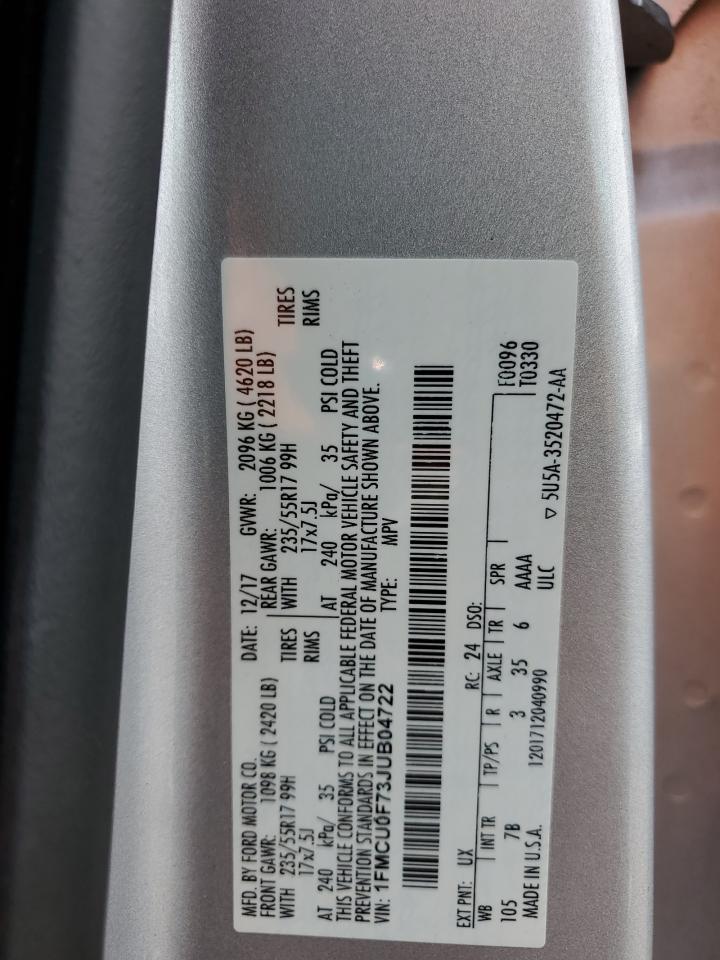 MFD. BY FORD MOTOR CO. DATE: 12/17 GVWR: 2096 KG ( 4620 LB)
FRONT GAWR: 1098 KG ( 2420 LB) REAR GAWR: 1006 KG ( 2218 LB)
WITH 235/55R17 99H TIRES WITH 235/55R17 99H TIRES
17x7.5J RIMS 17x7.5J RIMS
AT 240 kPa/ 35 PSI COLD AT 240 kPa/ 35 PSI COLD
THIS VEHICLE CONFORMS TO ALL APPLICABLE FEDERAL MOTOR VEHICLE SAFETY AND THEFT
PREVENTION STANDARDS IN EFFECT ON THE DATE OF MANUFACTURE SHOWN ABOVE.
VIN: 1FMCU0F73JUB04722 TYPE: MPV
EXT PNT: UX RC: 24 DSO:
WB INT TR TP/PS R AXLE TR SPR F0096
105 7B 3 35 6 AAAA T0330
MADE IN U.S.A. 1201712040990 ULC ▽ 5U5A-3520472-AA